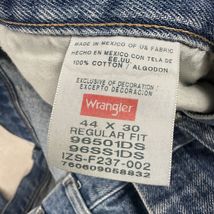 MADE IN MEXICO OF US FABRIC
HECHO EN MEXICO CON TELA DE
EE.UU
100% COTTON / ALGODON
EXCLUSIVE OF DECORATION
EXCEPTO DECORACION
Wrangler
44 X 30
REGULAR FIT
96501DS
96SS1DS
IZS-F237-002
760609058832